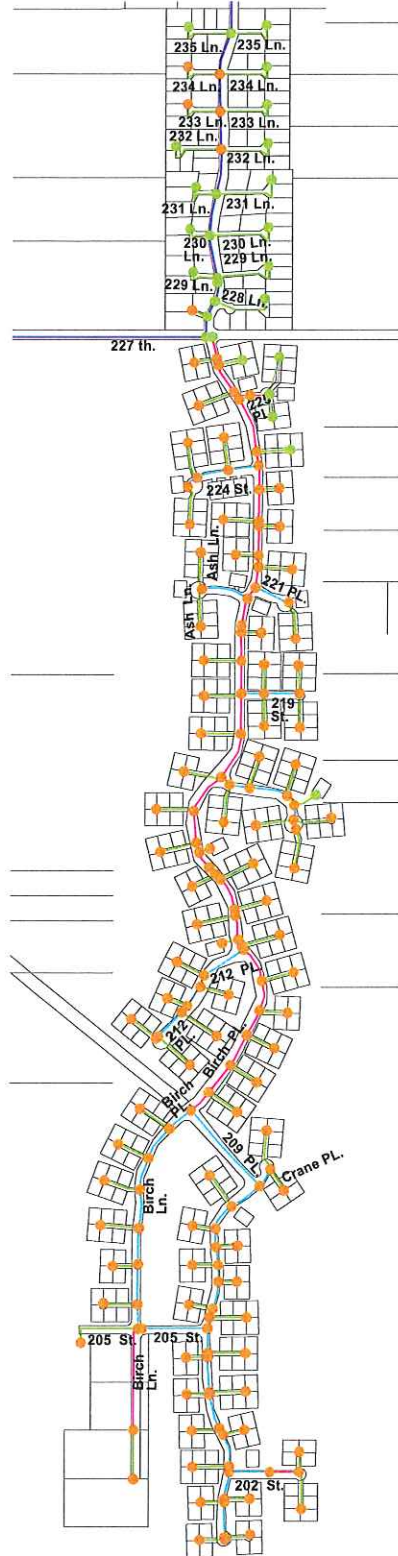 235 Ln. 235 Ln.
234 Ln. 234 Ln.
233 Ln. 233 Ln.
232 Ln.
232 Ln.
231 Ln. 231 Ln.
230 Ln. 230 Ln.
229 Ln.
229 Ln.
228 Ln.
227 th.
PL.
224 St.
Ash Ln.
221 PL.
Ash Ln.
219 St.
212 PL.
212 PL.
Birch PL.
Birch PL.
209 PL.
Crane PL.
Birch Ln.
205 St. 205 St.
Birch Ln.
202 St.